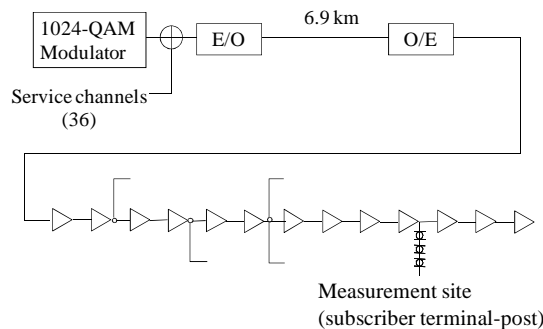 1024-QAM
Modulator
E/O
6.9 km
O/E
Service channels
(36)
Measurement site
(subscriber terminal-post)